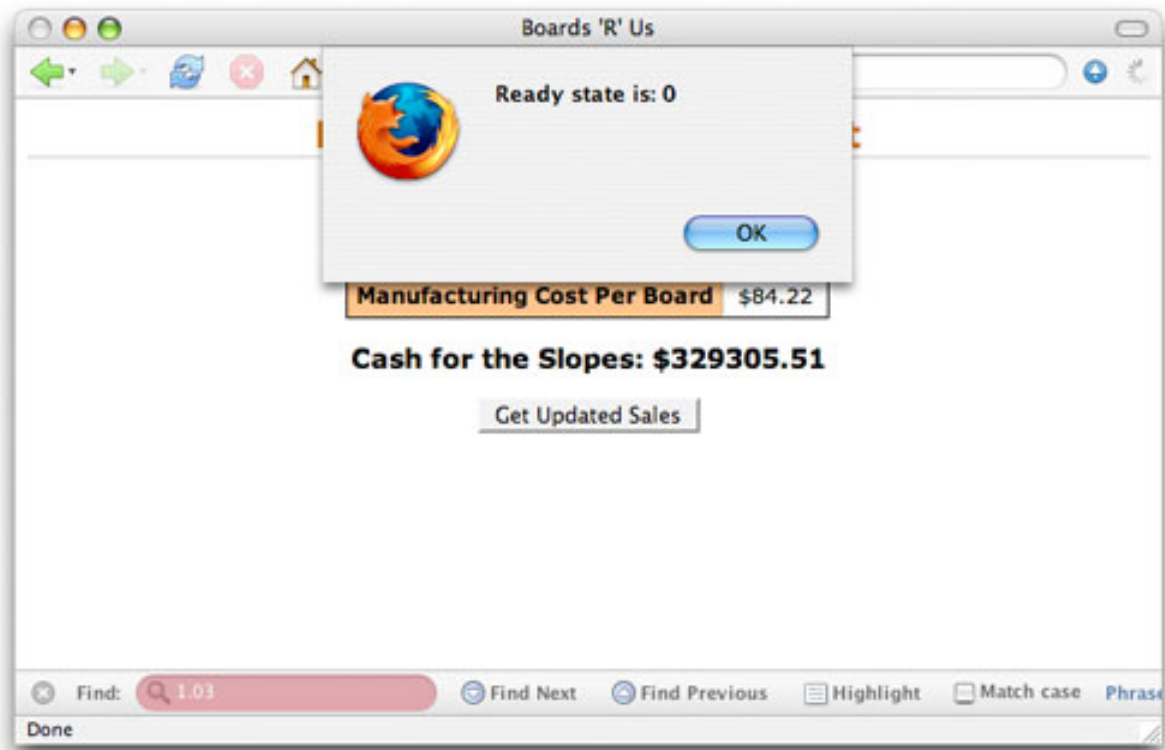 Boards 'R' Us
Ready state is: 0
OK
Manufacturing Cost Per Board $84.22
Cash for the Slopes: $329305.51
Get Updated Sales
Find: 1.03 Find Next Find Previous Highlight Match case Phrase
Done